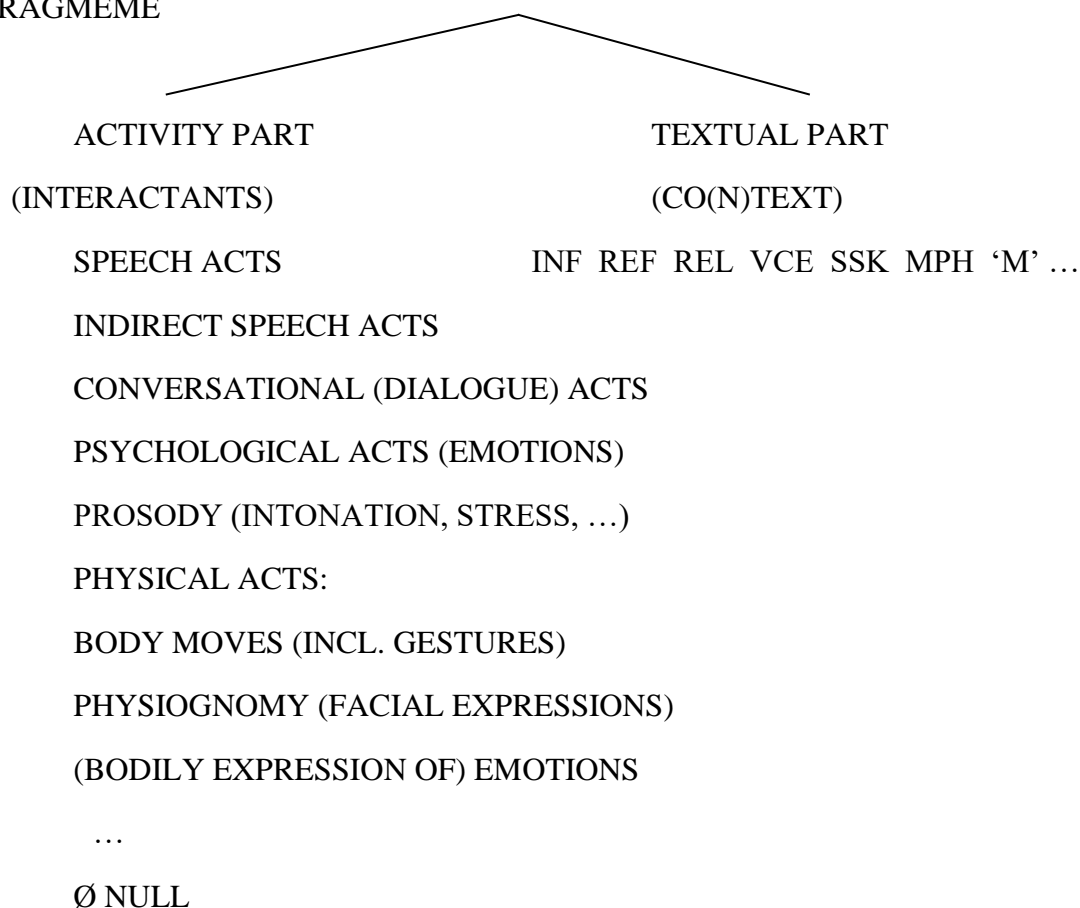 RAGMEME
ACTIVITY PART TEXTUAL PART
(INTERACTANTS) (CO(N)TEXT)
SPEECH ACTS INF REF REL VCE SSK MPH ‘M’ …
INDIRECT SPEECH ACTS
CONVERSATIONAL (DIALOGUE) ACTS
PSYCHOLOGICAL ACTS (EMOTIONS)
PROSODY (INTONATION, STRESS, …)
PHYSICAL ACTS:
BODY MOVES (INCL. GESTURES)
PHYSIOGNOMY (FACIAL EXPRESSIONS)
(BODILY EXPRESSION OF) EMOTIONS
…
Ø NULL